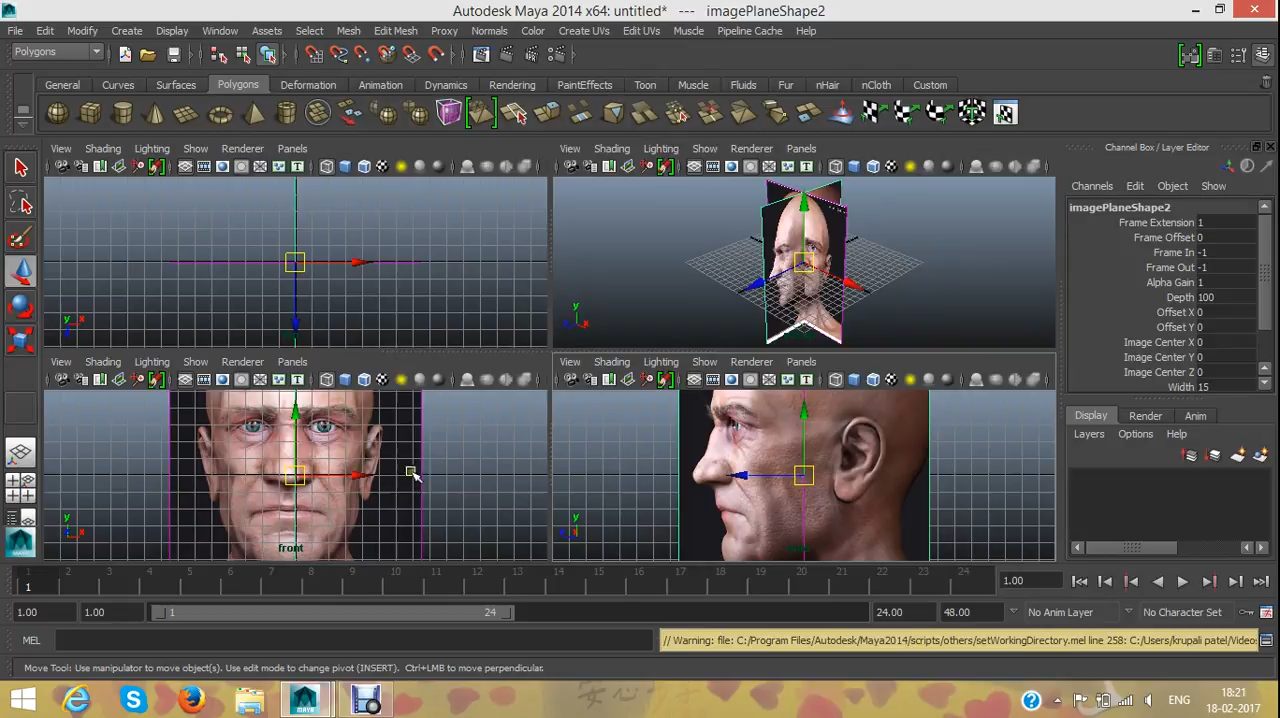 Autodesk Maya 2014 x64: untitled* --- imagePlaneShape2
File Edit Modify Create Display Window Assets Select Mesh Edit Mesh Proxy Normals Color Create UVs Edit UVs Muscle Pipeline Cache Help
Polygons
General Curves Surfaces Polygons Deformation Animation Dynamics Rendering PaintEffects Toon Muscle Fluids Fur nHair nCloth Custom
View Shading Lighting Show Renderer Panels
View Shading Lighting Show Renderer Panels
Channel Box / Layer Editor
Channels Edit Object Show
imagePlaneShape2
Frame Extension 1
Frame Offset 0
Frame In -1
Frame Out -1
Alpha Gain 1
Depth 100
Offset X 0
Offset Y 0
Image Center X 0
Image Center Y 0
Image Center Z 0
Width 15
y
x
y
x
View Shading Lighting Show Renderer Panels
View Shading Lighting Show Renderer Panels
Display Render Anim
Layers Options Help
y
x
front
y
1 2 3 4 5 6 7 8 9 10 11 12 13 14 15 16 17 18 19 20 21 22 23 24
1
1.00
1.00 1.00 1 24 24.00 48.00 No Anim Layer No Character Set
MEL
// Warning: file: C:/Program Files/Autodesk/Maya2014/scripts/others/setWorkingDirectory.mel line 258: C:/Users/krupali patel/Video
Move Tool: Use manipulator to move object(s). Use edit mode to change pivot (INSERT). Ctrl+LMB to move perpendicular.
MAYA
ENG
18:21
18-02-2017